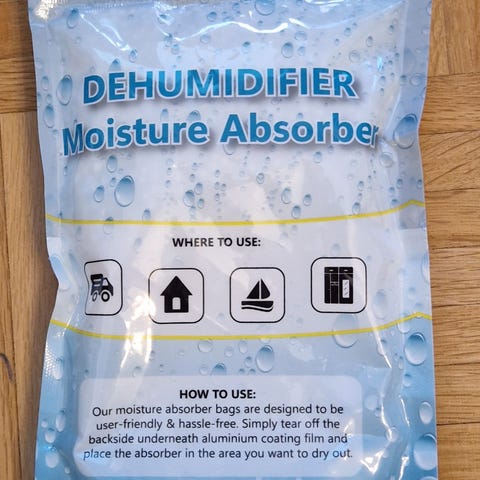 DEHUMIDIFIER
Moisture Absorber
WHERE TO USE:
HOW TO USE:
Our moisture absorber bags are designed to be
user-friendly & hassle-free. Simply tear off the
backside underneath aluminium coating film and
place the absorber in the area you want to dry out.